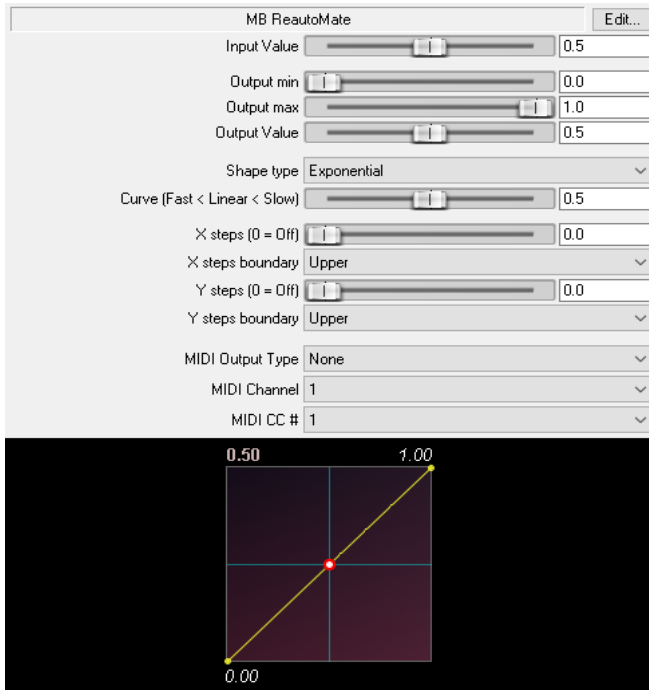 MB ReautoMate Edit...
Input Value 0.5
Output min 0.0
Output max 1.0
Output Value 0.5
Shape type Exponential
Curve (Fast < Linear < Slow) 0.5
X steps (0 = Off) 0.0
X steps boundary Upper
Y steps (0 = Off) 0.0
Y steps boundary Upper
MIDI Output Type None
MIDI Channel 1
MIDI CC # 1
0.50 1.00
0.00